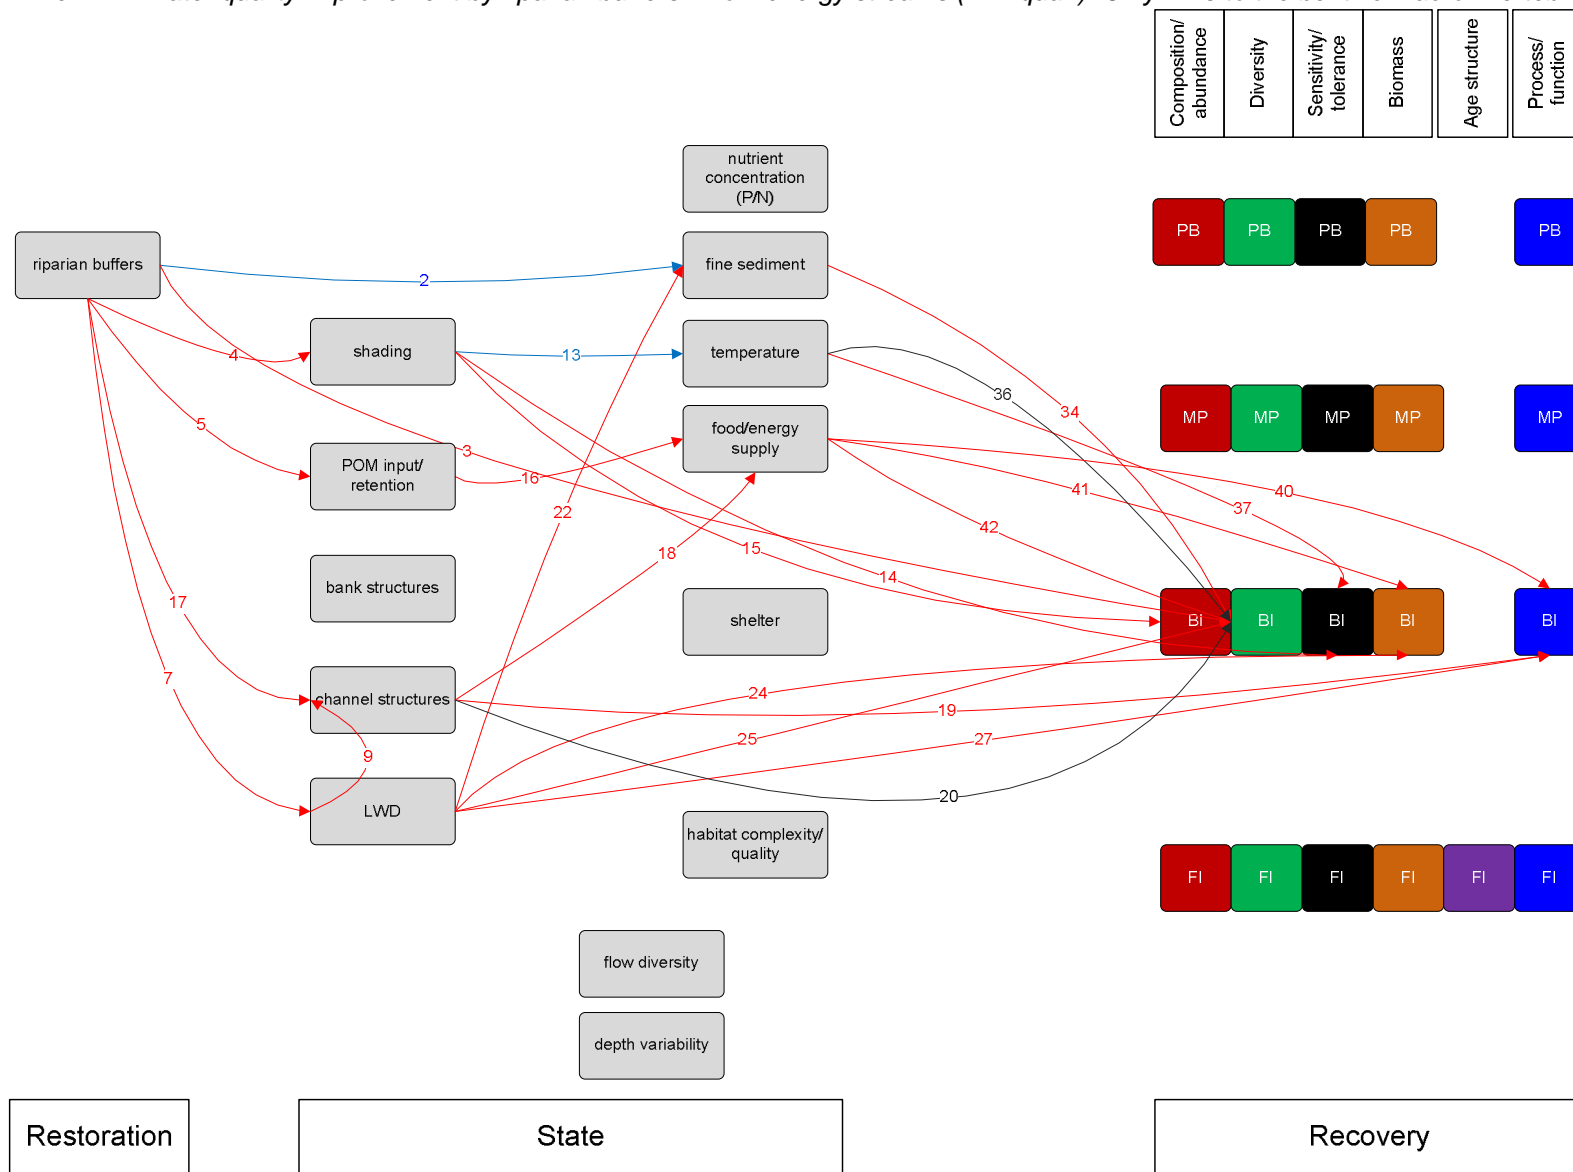 Composition/
abundance
Diversity
Sensitivity/
tolerance
Biomass
Age structure
Process/
function
nutrient
concentration
(P/N)
PB
PB
PB
PB
PB
riparian buffers
2
fine sediment
shading
4
13
temperature
36
34
5
3
food/energy
supply
MP
MP
MP
MP
MP
POM input/
retention
16
22
41
40
37
42
18
15
14
17
bank structures
shelter
Bi
BI
BI
BI
BI
7
channel structures
24
19
25
27
9
20
LWD
habitat complexity/
quality
FI
FI
FI
FI
FI
FI
flow diversity
depth variability
Restoration
State
Recovery